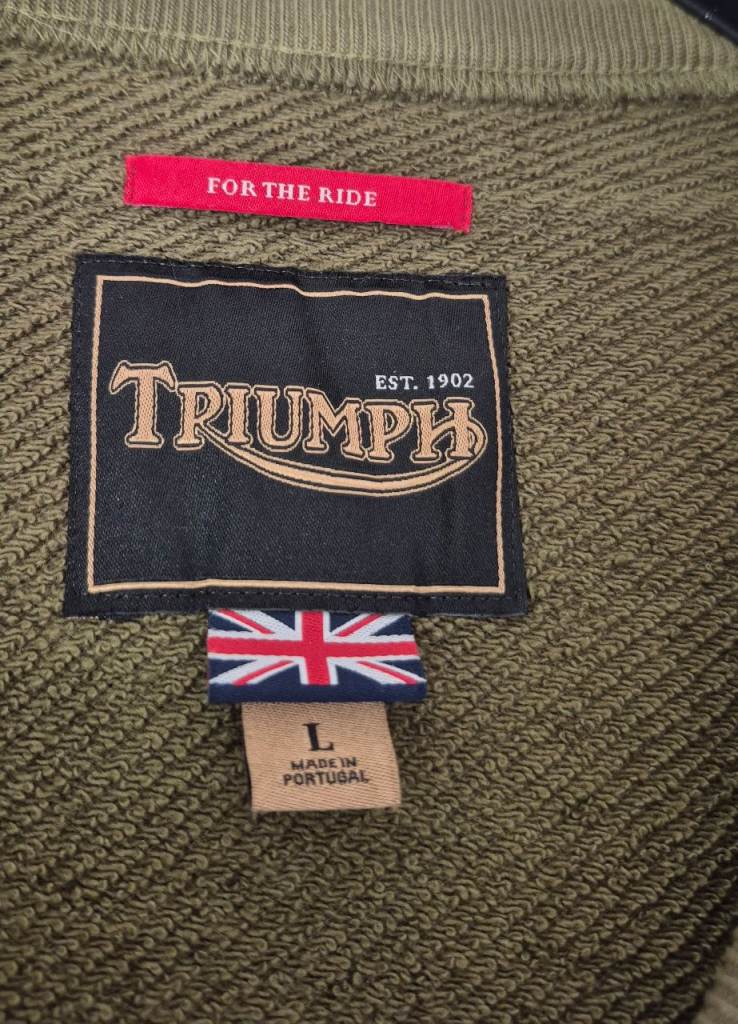 FOR THE RIDE
EST. 1902
TRIUMPH
L
MADE IN
PORTUGAL